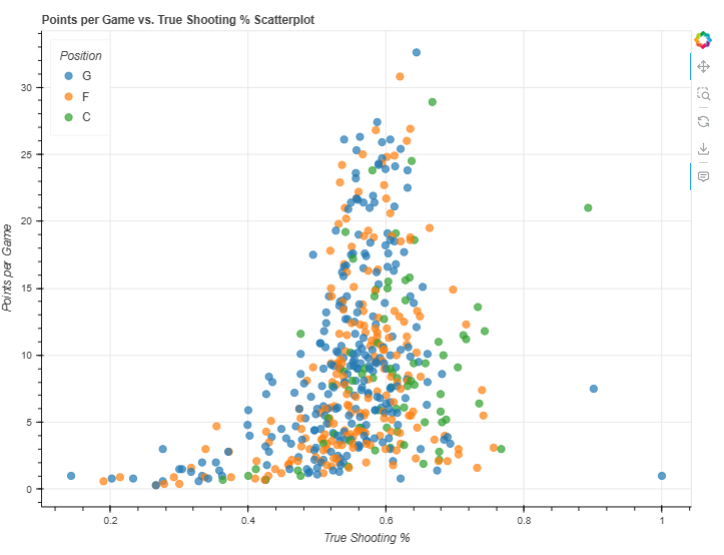 Points per Game vs. True Shooting % Scatterplot
Position
G
F
C
30
25
20
15
10
5
0
Points per Game
0.2 0.4 0.6 0.8 1
True Shooting %